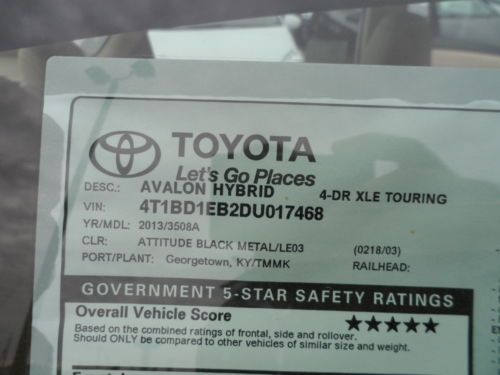 TOYOTA
Let's Go Places
DESC.: AVALON HYBRID 4-DR XLE TOURING
VIN: 4T1BD1EB2DU017468
YR/MDL: 2013/3508A
CLR: ATTITUDE BLACK METAL/LE03 (0218/03)
PORT/PLANT: Georgetown, KY/TMMK RAILHEAD:
GOVERNMENT 5-STAR SAFETY RATINGS
Overall Vehicle Score ★★★★★
Based on the combined ratings of frontal, side and rollover.
Should ONLY be compared to other vehicles of similar size and weight.